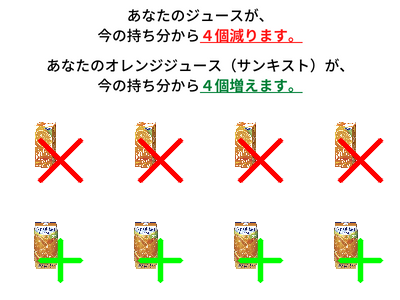 あなたのジュースが、
今の持ち分から４個減ります。
あなたのオレンジジュース（サンキスト）が、
今の持ち分から４個増えます。